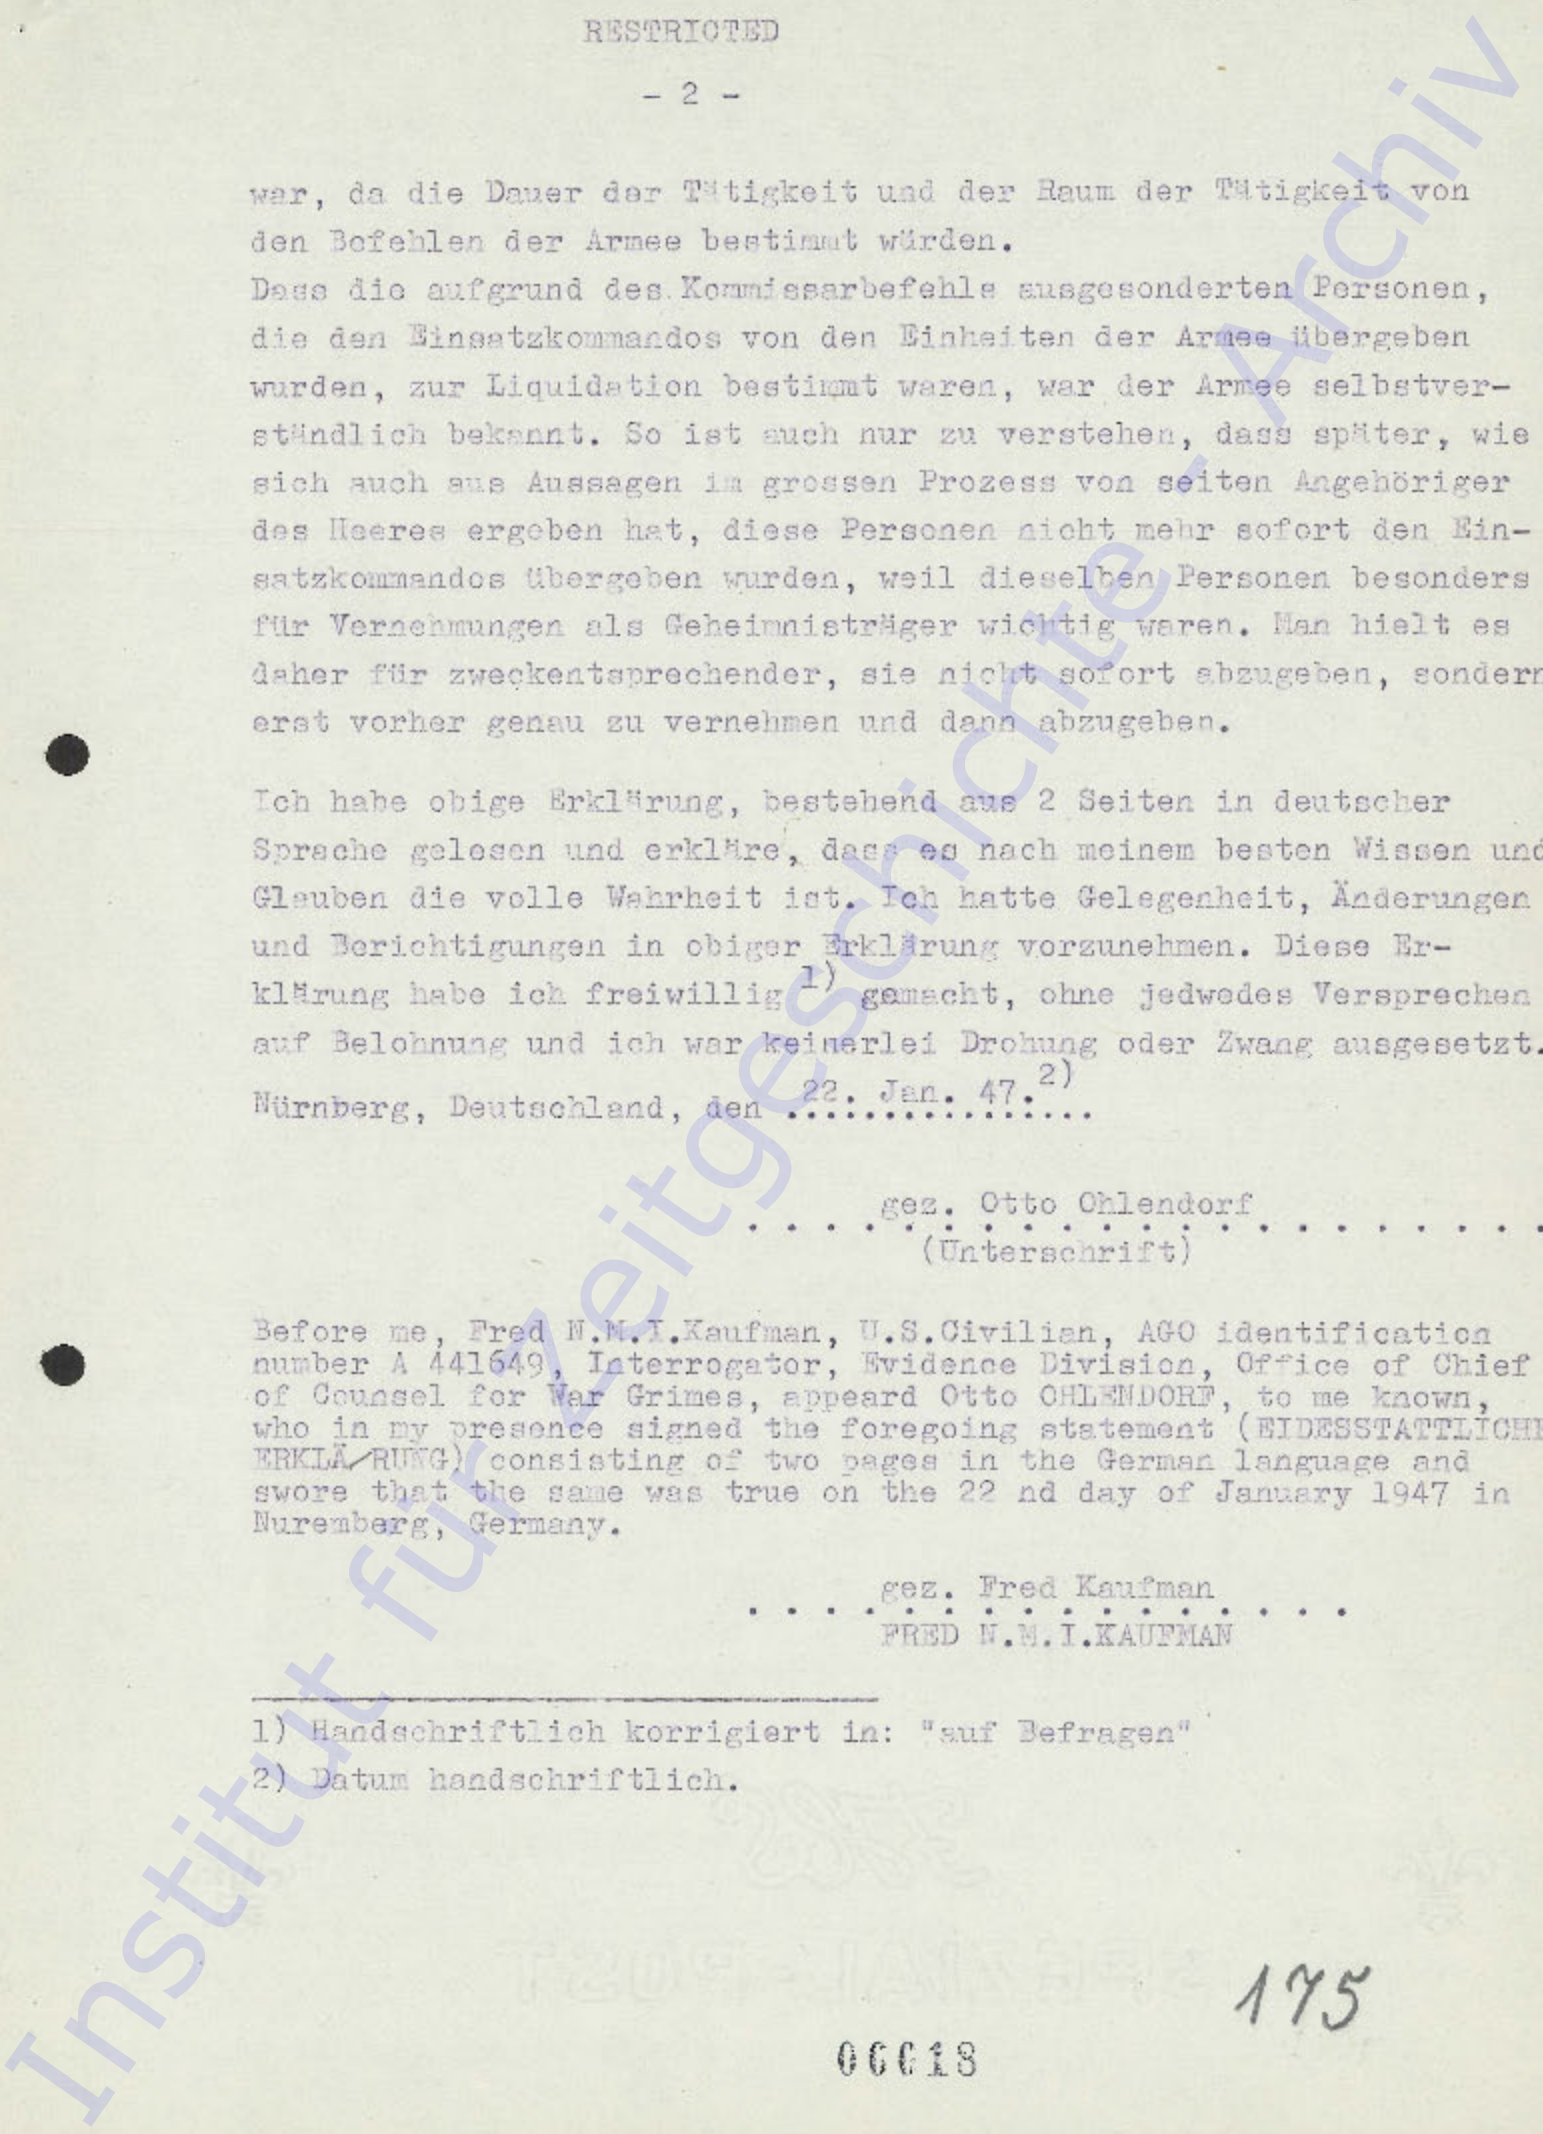 RESTRICTED
- 2 -
war, da die Dauer der Tätigkeit und der Raum der Tätigkeit von
den Befehlen der Armee bestimmt würden.
Dass die aufgrund des Kommissarbefehls ausgesonderten Personen,
die den Einsatzkommandos von den Einheiten der Armee übergeben
wurden, zur Liquidation bestimmt waren, war der Armee selbstver-
ständlich bekannt. So ist auch nur zu verstehen, dass später, wie
sich auch aus Aussagen im grossen Prozess von seiten Angehöriger
des Heeres ergeben hat, diese Personen nicht mehr sofort den Ein-
satzkommandos übergeben wurden, weil dieselben Personen besonders
für Vernehmungen als Geheimnisträger wichtig waren. Man hielt es
daher für zweckentsprechender, sie nicht sofort abzugeben, sondern
erst vorher genau zu vernehmen und dann abzugeben.
Ich habe obige Erklärung, bestehend aus 2 Seiten in deutscher
Sprache gelesen und erkläre, dass es nach meinem besten Wissen und
Glauben die volle Wahrheit ist. Ich hatte Gelegenheit, Änderungen
und Berichtigungen in obiger Erklärung vorzunehmen. Diese Er-
klärung habe ich freiwillig 1) gemacht, ohne jedwedes Versprechen
auf Belohnung und ich war keinerlei Drohung oder Zwang ausgesetzt.
Nürnberg, Deutschland, den 22. Jan. 47. 2)
gez. Otto Ohlendorf
(Unterschrift)
Before me, Fred N.M.I.Kaufman, U.S.Civilian, AGO identification
number A 441649, Interrogator, Evidence Division, Office of Chief
of Counsel for War Crimes, appeard Otto OHLENDORF, to me known,
who in my presence signed the foregoing statement (EIDESSTATTLICHE
ERKLÄ/RUNG) consisting of two pages in the German language and
swore that the same was true on the 22 nd day of January 1947 in
Nuremberg, Germany.
gez. Fred Kaufman
FRED N.M.I.KAUFMAN
1) Handschriftlich korrigiert in: "auf Befragen"
2) Datum handschriftlich.
175
00018
Institut für Zeitgeschichte - Archiv